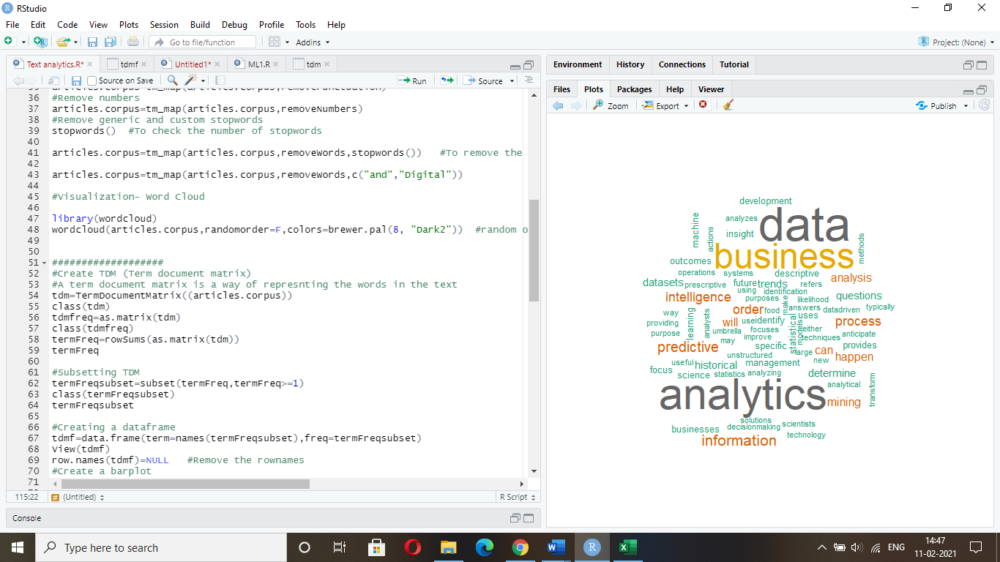 RStudio
File Edit Code View Plots Session Build Debug Profile Tools Help
Go to file/function Addins Project: (None)
Text analytics.R* tdmf Untitled1* ML1.R tdm
Source on Save Run Source
36 #Remove numbers
37 articles.corpus=tm_map(articles.corpus,removeNumbers)
38 #Remove generic and custom stopwords
39 stopwords() #To check the number of stopwords
40
41 articles.corpus=tm_map(articles.corpus,removeWords,stopwords()) #To remove the
42
43 articles.corpus=tm_map(articles.corpus,removeWords,c("and","Digital"))
44
45 #Visualization- Word Cloud
46
47 library(wordcloud)
48 wordcloud(articles.corpus,randomorder=F,colors=brewer.pal(8, "Dark2")) #random o
49
50
51 ###################
52 #Create TDM (Term document matrix)
53 #A term document matrix is a way of represnting the words in the text
54 tdm=TermDocumentMatrix((articles.corpus))
55 class(tdm)
56 tdmfreq=as.matrix(tdm)
57 class(tdmfreq)
58 termFreq=rowSums(as.matrix(tdm))
59 termFreq
60
61 #Subsetting TDM
62 termFreqsubset=subset(termFreq,termFreq>=1)
63 class(termFreqsubset)
64 termFreqsubset
65
66 #Creating a dataframe
67 tdmf=data.frame(term=names(termFreqsubset),freq=termFreqsubset)
68 View(tdmf)
69 row.names(tdmf)=NULL #Remove the rownames
70 #Create a barplot
71
115:22 # (Untitled) R Script
Console
Environment History Connections Tutorial
Files Plots Packages Help Viewer
Zoom Export Publish
development
machine
analyzes
data
insight
actions
methods
business
outcomes
operations systems descriptive
datasets prescriptive future trends refers analysis
using identification
intelligence purposes make likelihood questions
way order food answers datadriven typically
providing learning analysts will use identify uses process
purpose umbrella focuses statistical models either
may improve techniques anticipate
predictive specific provides
unstructured large can happen
useful historical management new
focus science statistics analyzing determine
analytical transform
analytics mining
solutions
businesses decisionmaking scientists
information technology
Type here to search
ENG
14:47
11-02-2021